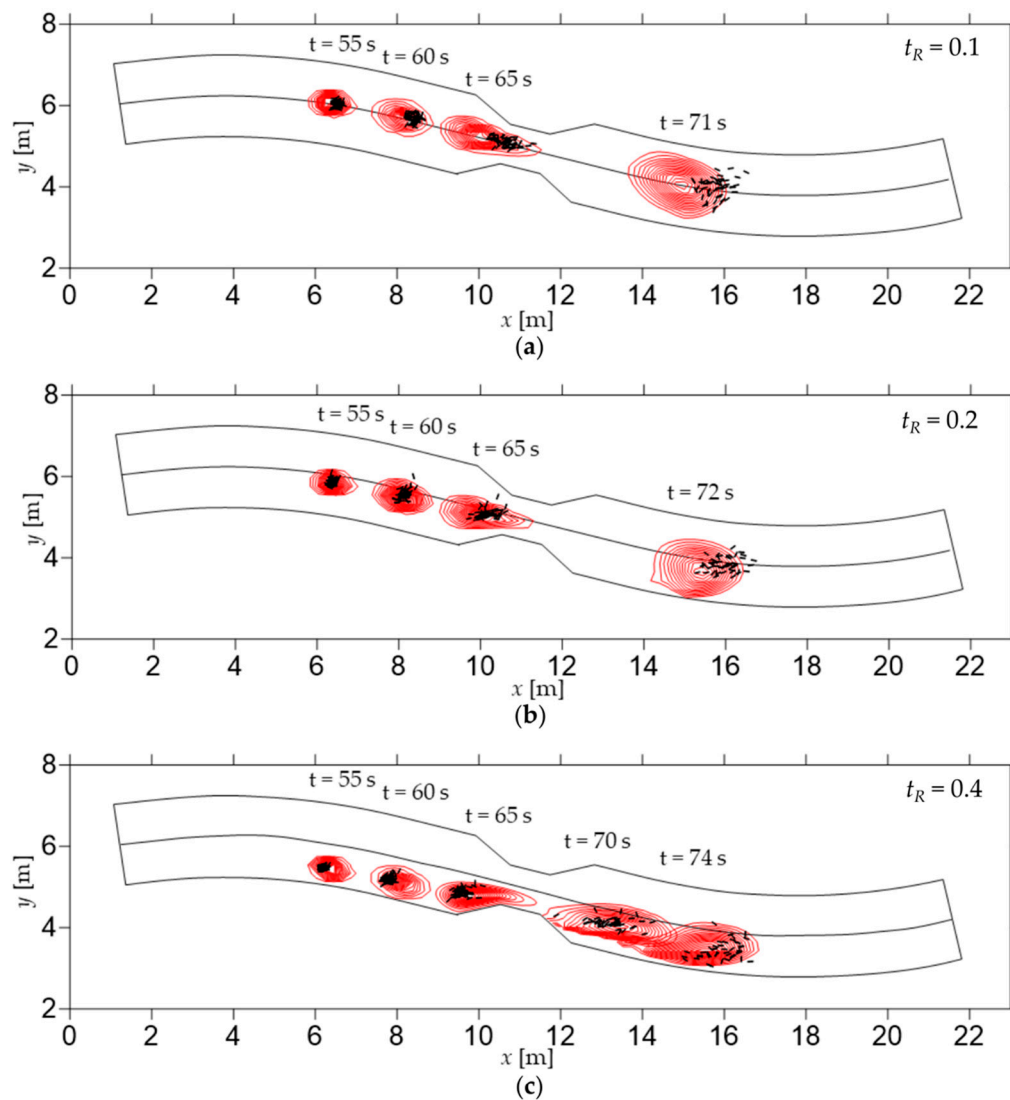 8
t_R = 0.1
t = 55 s
t = 60 s
t = 65 s
t = 71 s
6
y [m]
4
2
0 2 4 6 8 10 12 14 16 18 20 22
x [m]
(a)
8
t_R = 0.2
t = 55 s
t = 60 s
t = 65 s
t = 72 s
6
y [m]
4
2
0 2 4 6 8 10 12 14 16 18 20 22
x [m]
(b)
8
t_R = 0.4
t = 55 s
t = 60 s
t = 65 s
t = 70 s
t = 74 s
6
y [m]
4
2
0 2 4 6 8 10 12 14 16 18 20 22
x [m]
(c)